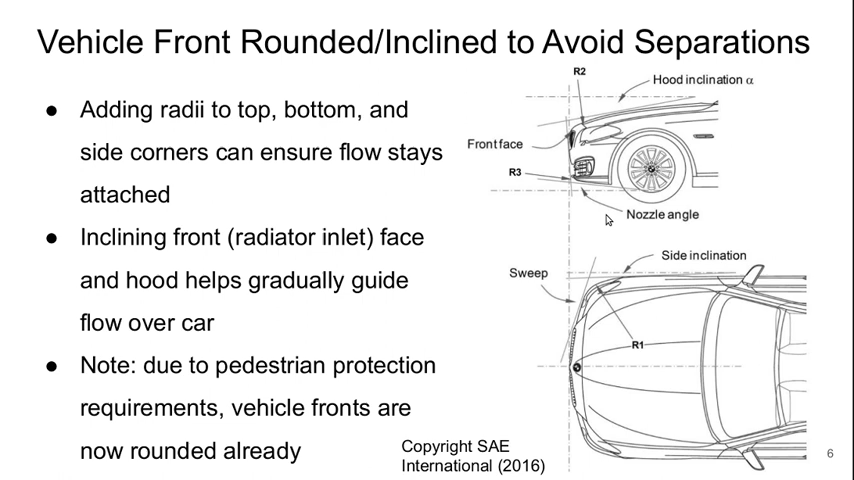 Vehicle Front Rounded/Inclined to Avoid Separations
● Adding radii to top, bottom, and
side corners can ensure flow stays
attached
● Inclining front (radiator inlet) face
and hood helps gradually guide
flow over car
● Note: due to pedestrian protection
requirements, vehicle fronts are
now rounded already
R2
Hood inclination α
Front face
R3
Nozzle angle
Side inclination
Sweep
R1
Copyright SAE
International (2016)
6